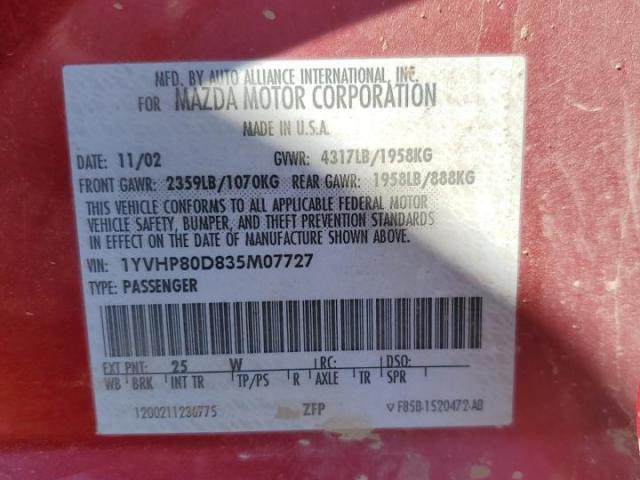 MFD. BY AUTO ALLIANCE INTERNATIONAL, INC.
FOR MAZDA MOTOR CORPORATION
MADE IN U.S.A.
DATE: 11/02 GVWR: 4317LB/1958KG
FRONT GAWR: 2359LB/1070KG REAR GAWR: 1958LB/888KG
THIS VEHICLE CONFORMS TO ALL APPLICABLE FEDERAL MOTOR
VEHICLE SAFETY, BUMPER, AND THEFT PREVENTION STANDARDS
IN EFFECT ON THE DATE OF MANUFACTURE SHOWN ABOVE.
VIN: 1YVHP80D835M07727
TYPE: PASSENGER
EXT PNT: 25 W RC: DSO:
WB BRK INT TR TP/PS R AXLE TR SPR
1200211236775 ZFP F85B-1520472-AB